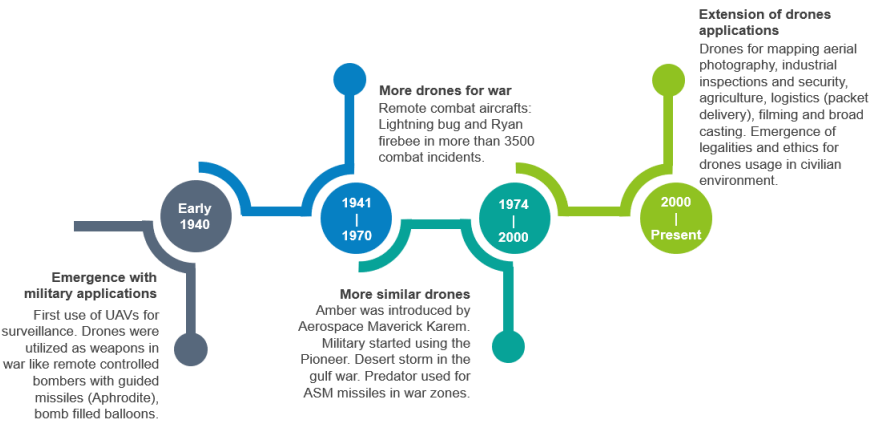 Early
1940
Emergence with
military applications
First use of UAVs for
surveillance. Drones were
utilized as weapons in
war like remote controlled
bombers with guided
missiles (Aphrodite),
bomb filled balloons.
1941
|
1970
More drones for war
Remote combat aircrafts:
Lightning bug and Ryan
firebee in more than 3500
combat incidents.
1974
|
2000
More similar drones
Amber was introduced by
Aerospace Maverick Karem.
Military started using the
Pioneer. Desert storm in the
gulf war. Predator used for
ASM missiles in war zones.
2000
|
Present
Extension of drones
applications
Drones for mapping aerial
photography, industrial
inspections and security,
agriculture, logistics (packet
delivery), filming and broad
casting. Emergence of
legalities and ethics for
drones usage in civilian
environment.